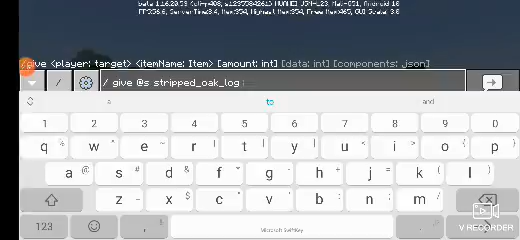 /give <player: target> <itemName: Item> [amount: int] [data: int] [components: json]
/ give @s stripped_oak_log
a to and
1 2 3 4 5 6 7 8 9 0
q w e r t y u i o p
a s d f g h j k l
z x c v b n m
123 , Microsoft SwiftKey .
V RECORDER